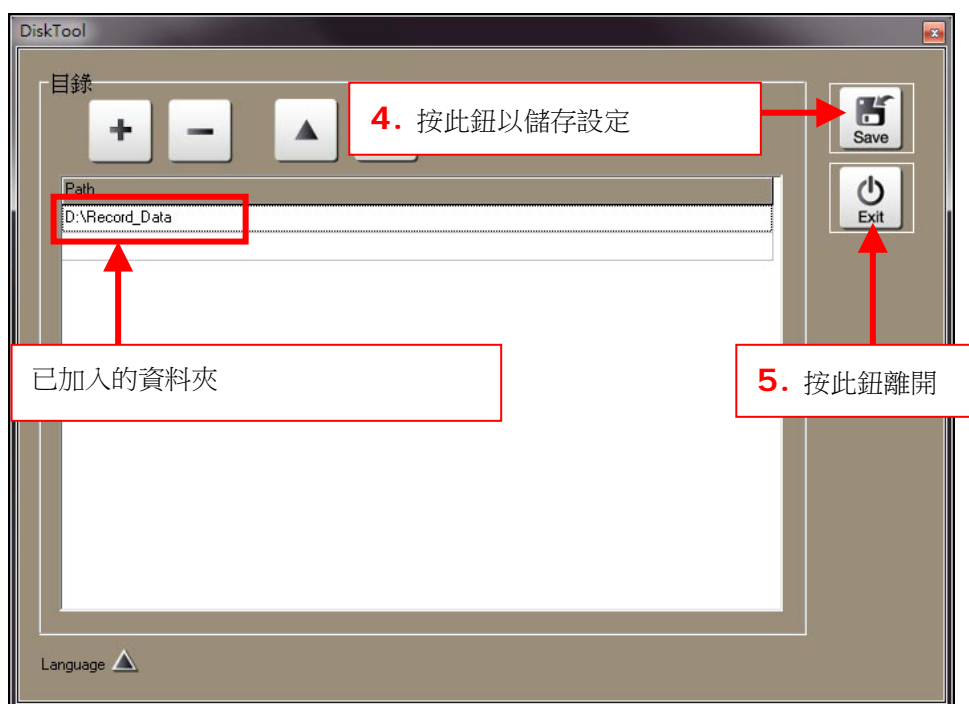 DiskTool
目錄
4. 按此鈕以儲存設定
Save
Path
D:\Record_Data
Exit
已加入的資料夾
5. 按此鈕離開
Language